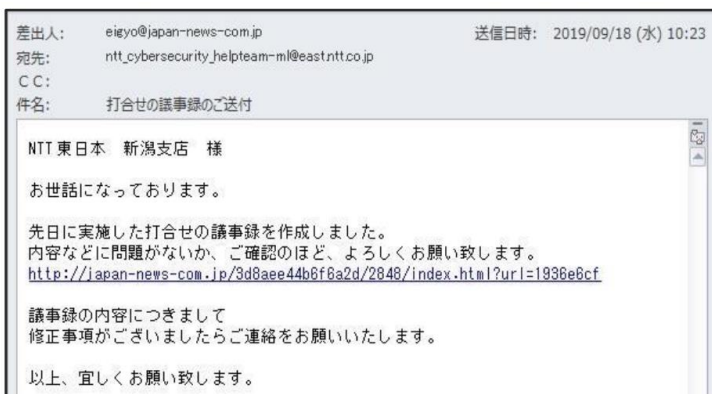 差出人: eigyo@japan-news-com.jp 送信日時: 2019/09/18 (水) 10:23
宛先: ntt_cybersecurity_helpteam-ml@east.ntt.co.jp
CC:
件名: 打合せの議事録のご送付
NTT東日本 新潟支店 様
お世話になっております。
先日に実施した打合せの議事録を作成しました。
内容などに問題がないか、ご確認のほど、よろしくお願い致します。
http://japan-news-com.jp/3d8aee44b6f6a2d/2848/index.html?url=1936e6cf
議事録の内容につきまして
修正事項がございましたらご連絡をお願いいたします。
以上、宜しくお願い致します。